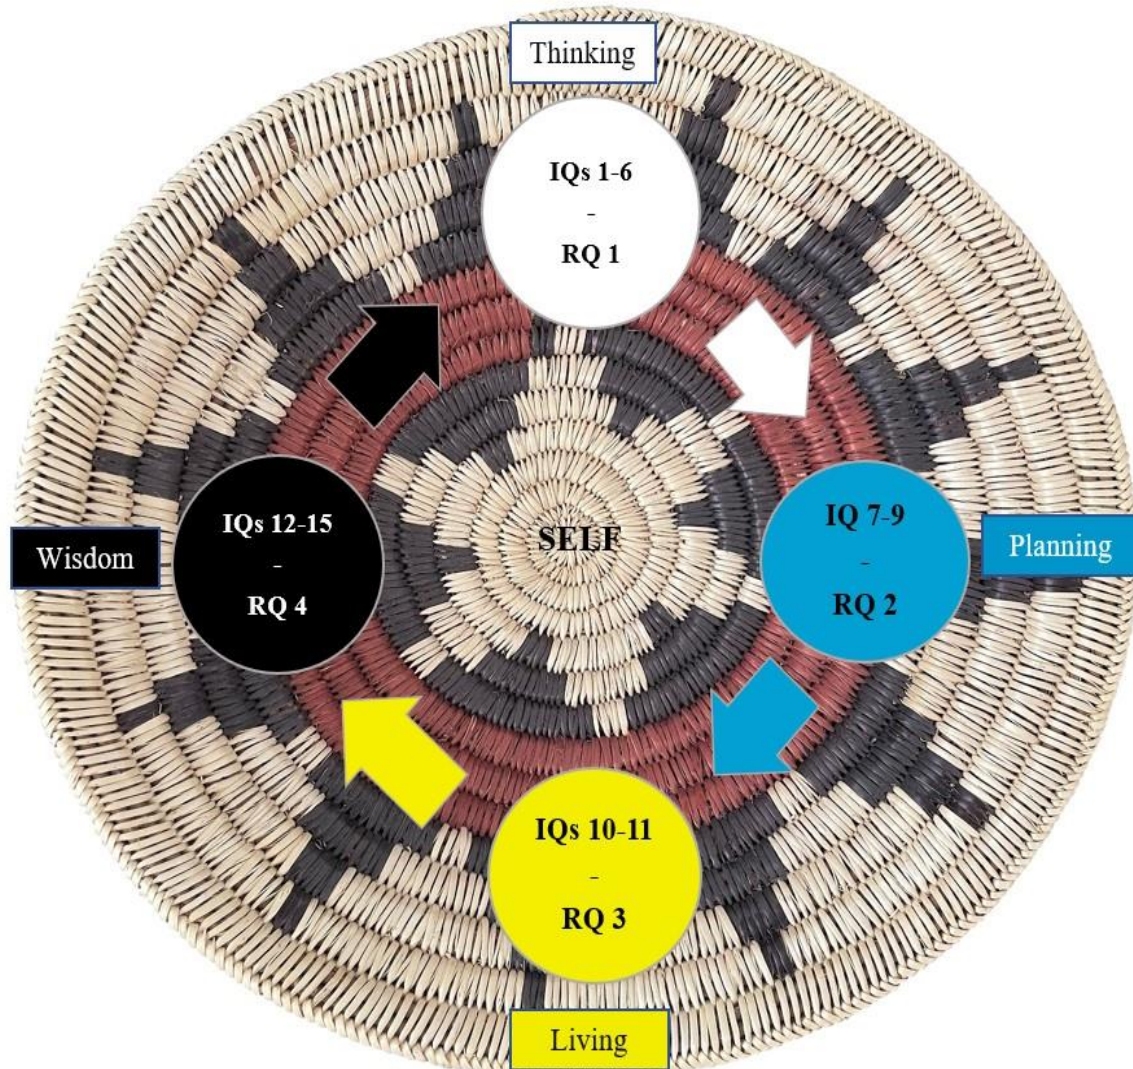 Thinking
IQs 1-6
-
RQ 1
IQs 12-15
-
RQ 4
Wisdom
SELF
IQ 7-9
-
RQ 2
Planning
IQs 10-11
-
RQ 3
Living